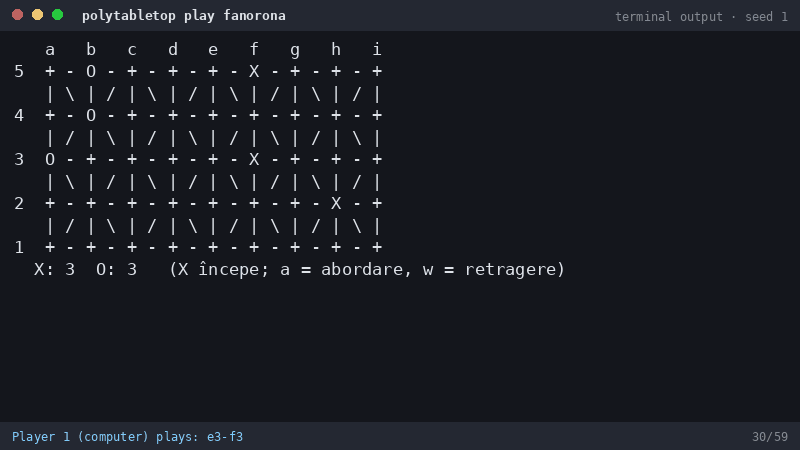 polytabletop play fanorona
terminal output · seed 1
a b c d e f g h i
5 + - O - + - + - + - X - + - + - +
| \ | / | \ | / | \ | / | \ | / |
4 + - O - + - + - + - + - + - + - +
| / | \ | / | \ | / | \ | / | \ |
3 O - + - + - + - + - X - + - + - +
| \ | / | \ | / | \ | / | \ | / |
2 + - + - + - + - + - + - + - X - +
| / | \ | / | \ | / | \ | / | \ |
1 + - + - + - + - + - + - + - + - +
X: 3 O: 3 (X începe; a = abordare, w = retragere)
Player 1 (computer) plays: e3-f3
30/59